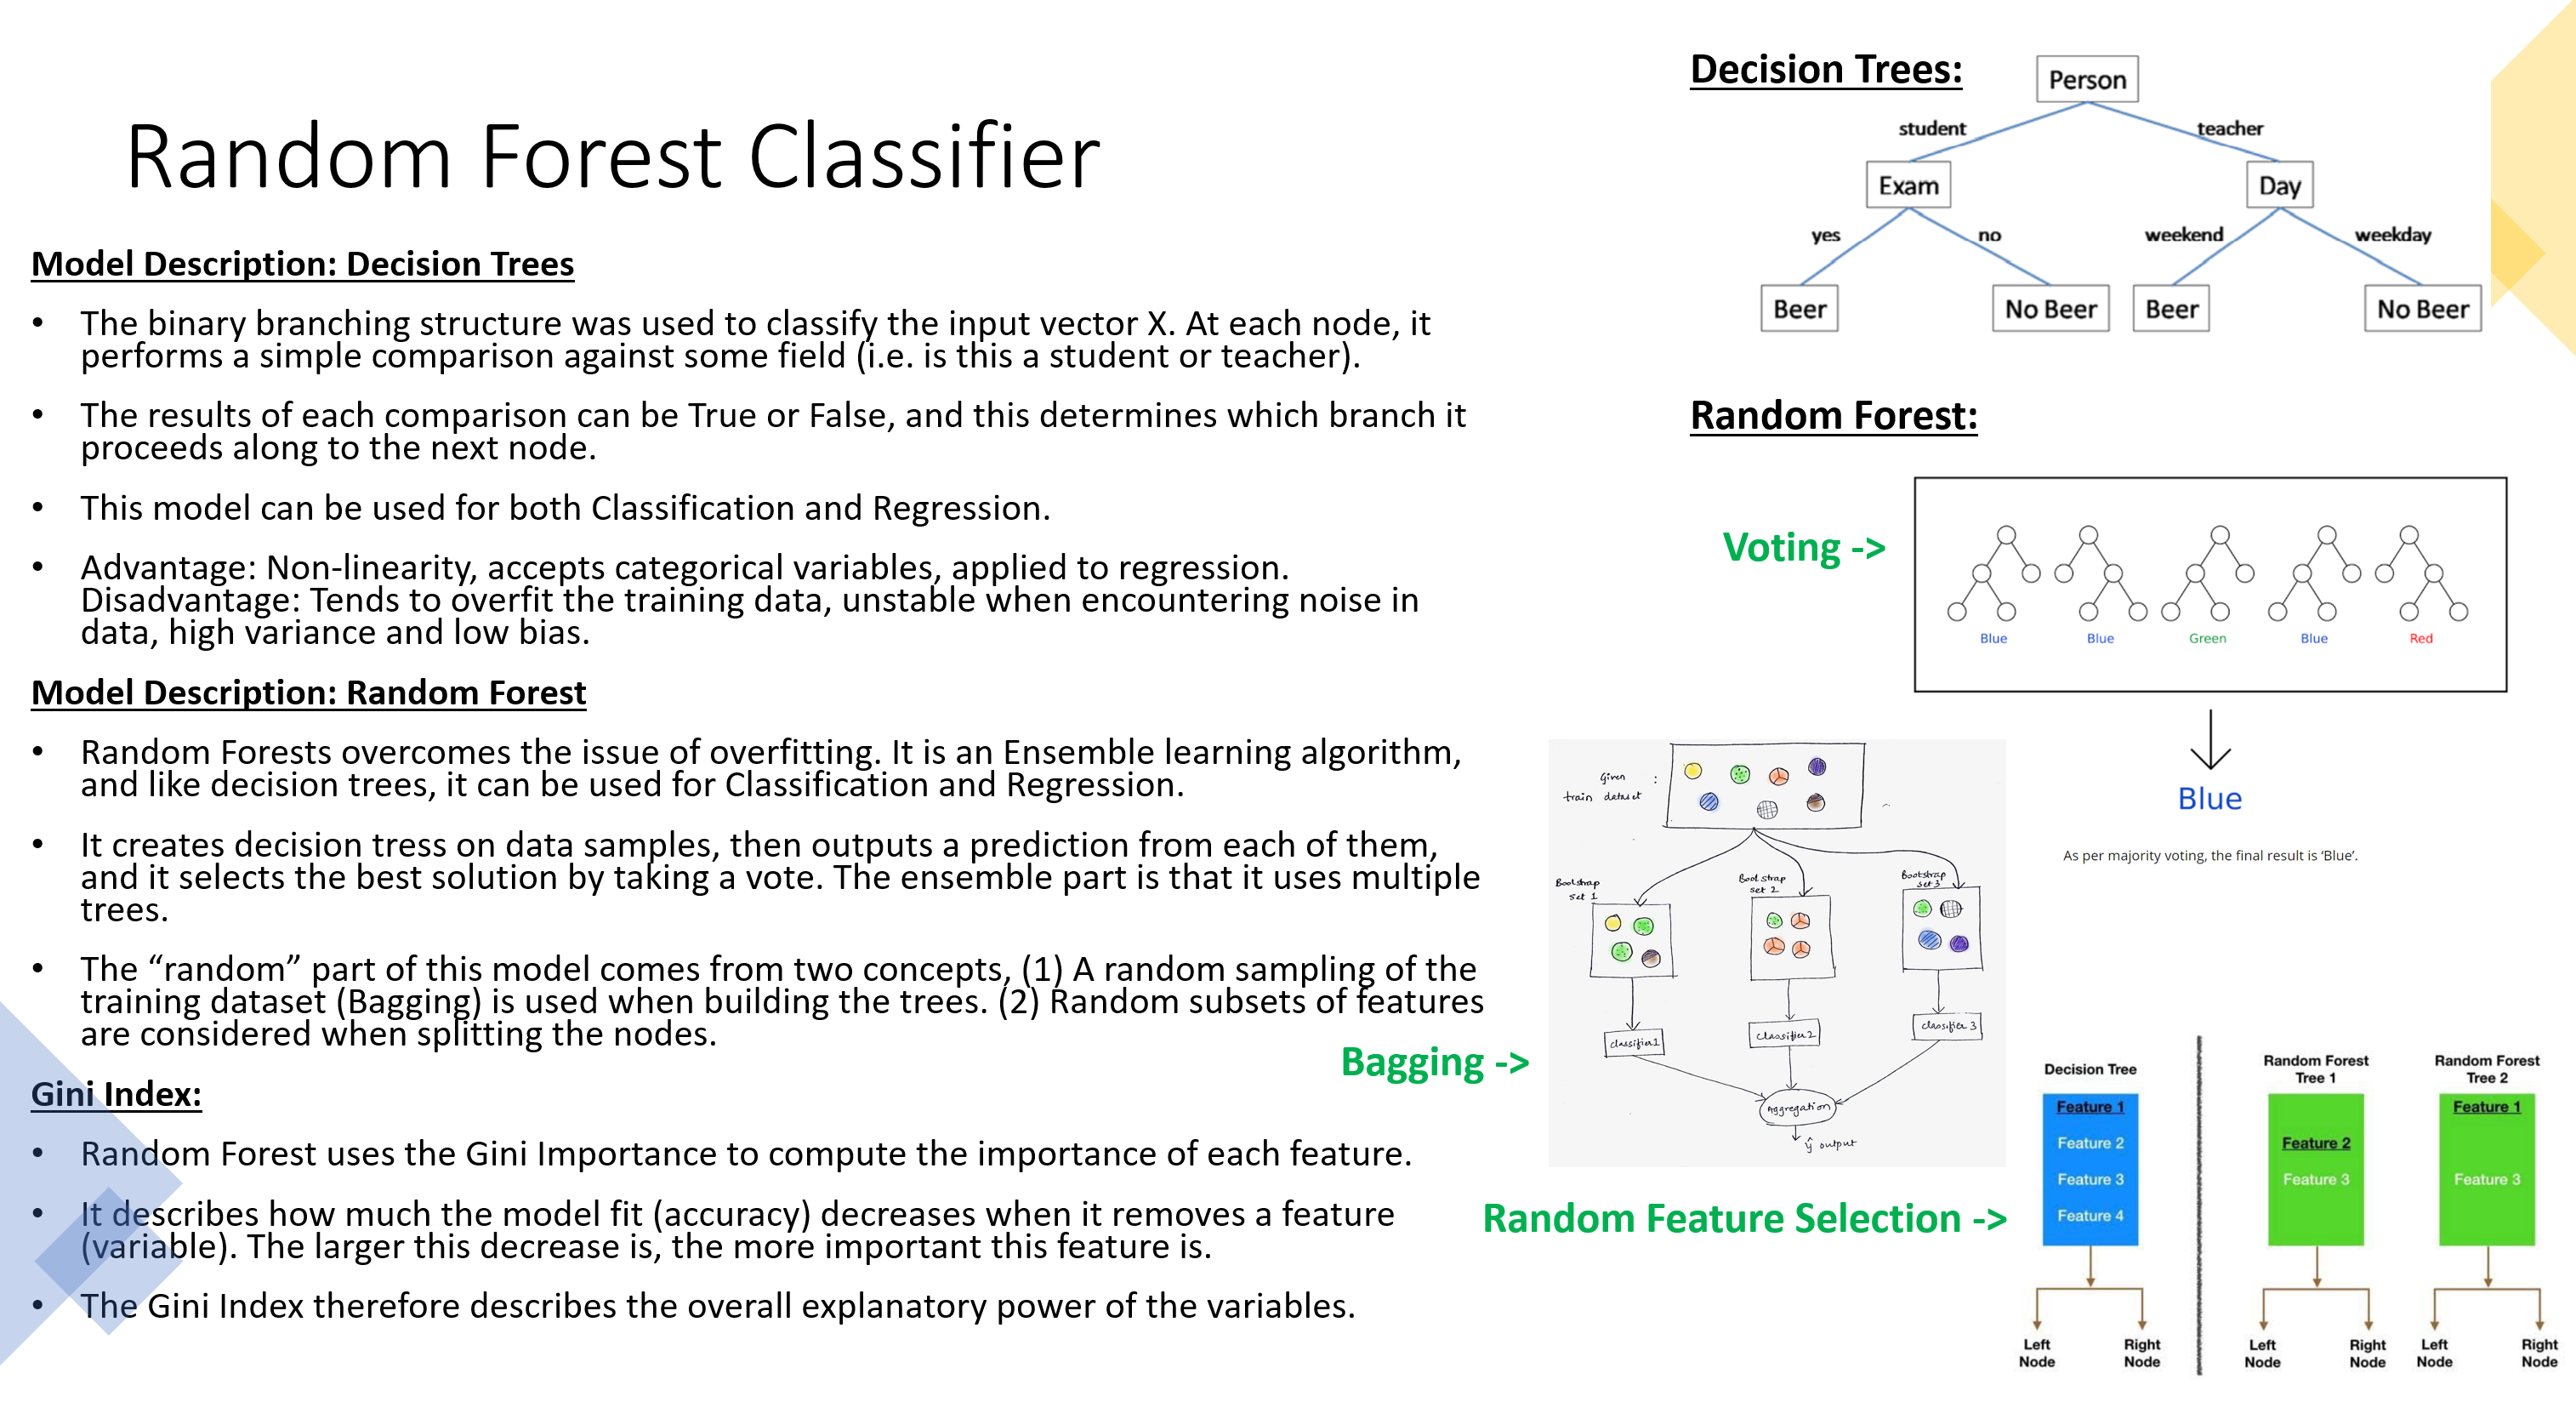 Random Forest Classifier
Model Description: Decision Trees
• The binary branching structure was used to classify the input vector X. At each node, it
performs a simple comparison against some field (i.e. is this a student or teacher).
• The results of each comparison can be True or False, and this determines which branch it
proceeds along to the next node.
• This model can be used for both Classification and Regression.
• Advantage: Non-linearity, accepts categorical variables, applied to regression.
Disadvantage: Tends to overfit the training data, unstable when encountering noise in
data, high variance and low bias.
Model Description: Random Forest
• Random Forests overcomes the issue of overfitting. It is an Ensemble learning algorithm,
and like decision trees, it can be used for Classification and Regression.
• It creates decision tress on data samples, then outputs a prediction from each of them,
and it selects the best solution by taking a vote. The ensemble part is that it uses multiple
trees.
• The “random” part of this model comes from two concepts, (1) A random sampling of the
training dataset (Bagging) is used when building the trees. (2) Random subsets of features
are considered when splitting the nodes.
Gini Index:
• Random Forest uses the Gini Importance to compute the importance of each feature.
• It describes how much the model fit (accuracy) decreases when it removes a feature
(variable). The larger this decrease is, the more important this feature is.
• The Gini Index therefore describes the overall explanatory power of the variables.
Decision Trees:
Person
student teacher
Exam Day
yes no weekend weekday
Beer No Beer Beer No Beer
Random Forest:
Voting ->
Blue Blue Green Blue Red
Blue
As per majority voting, the final result is ‘Blue’.
Bagging ->
Given :
train dataset
Bootstrap
set 1
Bootstrap
set 2
Bootstrap
set 3
classifier1 classifier2 classifier 3
Aggregation
ŷ output
Random Feature Selection ->
Decision Tree
Feature 1
Feature 2
Feature 3
Feature 4
Left
Node
Right
Node
Random Forest
Tree 1
Feature 2
Feature 3
Left
Node
Right
Node
Random Forest
Tree 2
Feature 1
Feature 3
Left
Node
Right
Node